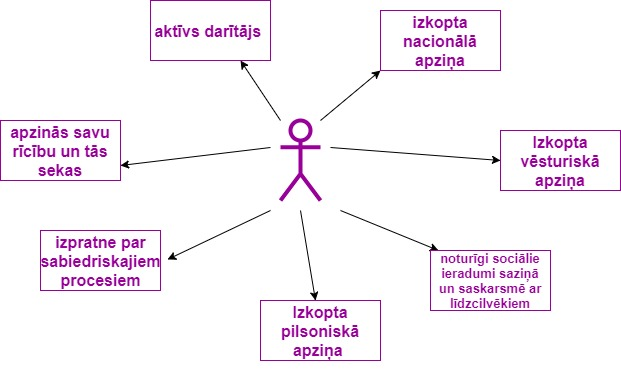 aktīvs darītājs
izkopta
nacionālā
apziņa
apzinās savu
rīcību un tās
sekas
Izkopta
vēsturiskā
apziņa
izpratne par
sabiedriskajiem
procesiem
noturīgi sociālie
ieradumi saziņā
un saskarsmē ar
līdzcilvēkiem
Izkopta
pilsoniskā
apziņa